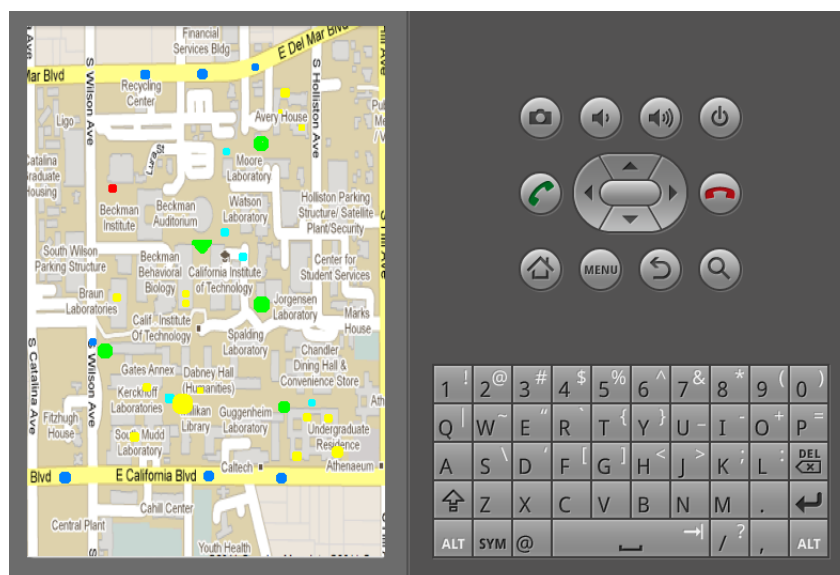 Financial
Services Bldg
E Del Mar Blvd
Mar Blvd
Recycling
Center
S Wilson Ave
S Holliston Ave
Hill Ave
Avery House
Ligo
Moore
Laboratory
Catalina
Graduate
Housing
Beckman
Institute
Beckman
Auditorium
Watson
Laboratory
Holliston Parking
Structure/ Satellite
Plant/Security
South Wilson
Parking Structure
Beckman
Behavioral
Biology
California Institute
of Technology
Center for
Student Services
Braun
Laboratories
Jorgensen
Laboratory
Marks
House
Calif Institute
Of Technology
Spalding
Laboratory
S Catalina Ave
S Wilson Ave
Gates Annex
Dabney Hall
(Humanities)
Chandler
Dining Hall &
Convenience Store
Kerckhoff
Laboratories
Library
Guggenheim
Laboratory
Fitzhugh
House
South Mudd
Laboratory
Undergraduate
Residence
Caltech
Athenaeum
Blvd
E California Blvd
Cahill Center
Central Plant
Youth Health
MENU
1 ! 2 @ 3 # 4 $ 5 % 6 ^ 7 & 8 * 9 ( 0 )
Q | W ~ E " R ` T { Y } U _ I - O + P =
A S \ D ' F [ G ] H < J > K ; L : DEL
Z X C V B N M .
ALT SYM @ / ? , ALT